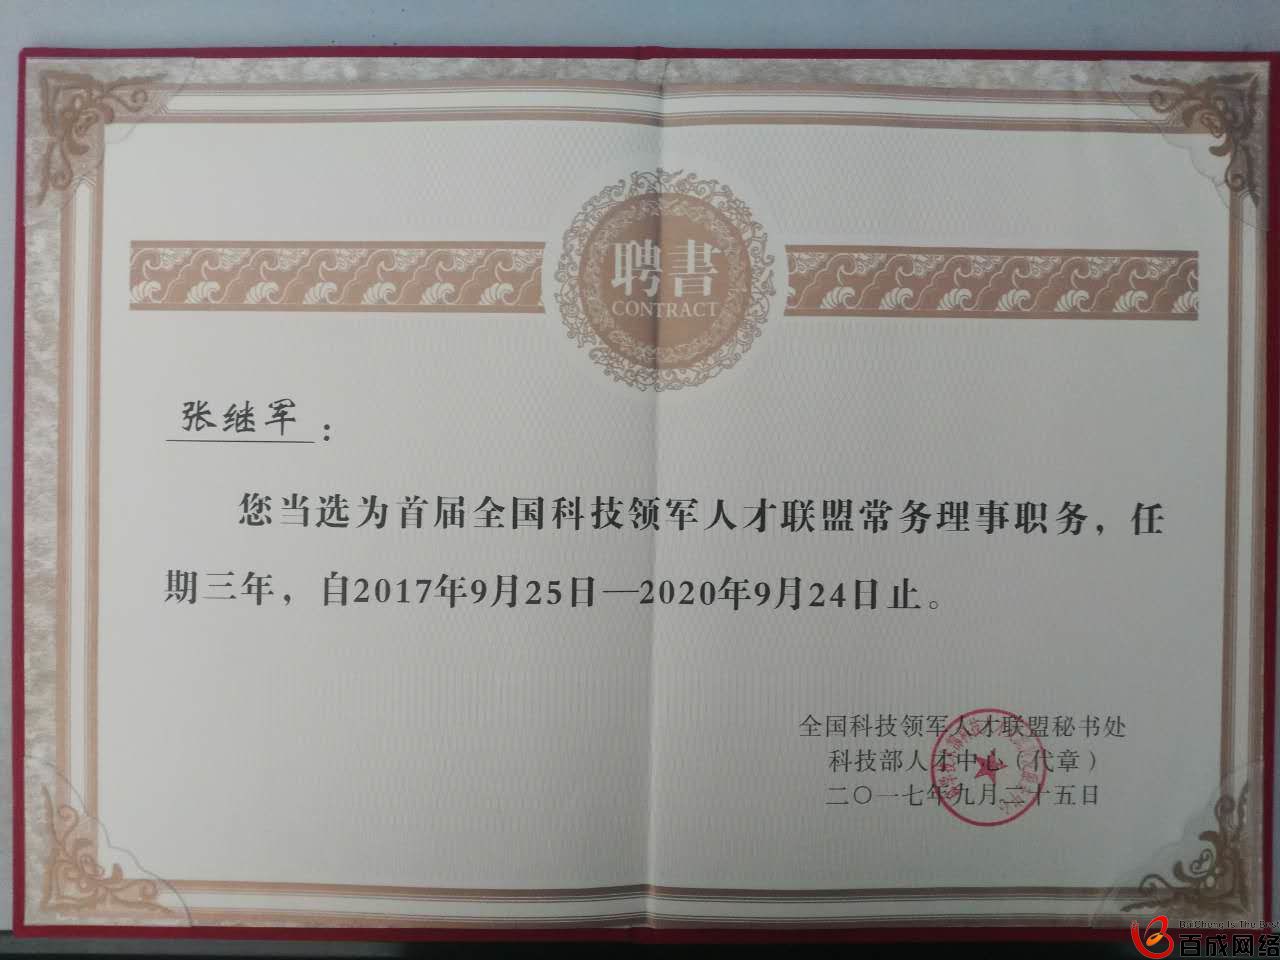 聘書
CONTRACT
张继军：
您当选为首届全国科技领军人才联盟常务理事职务，任
期三年，自2017年9月25日—2020年9月24日止。
全国科技领军人才联盟秘书处
科技部人才中心（代章）
二〇一七年九月二十五日
BaiCheng Is The Best
百成网络